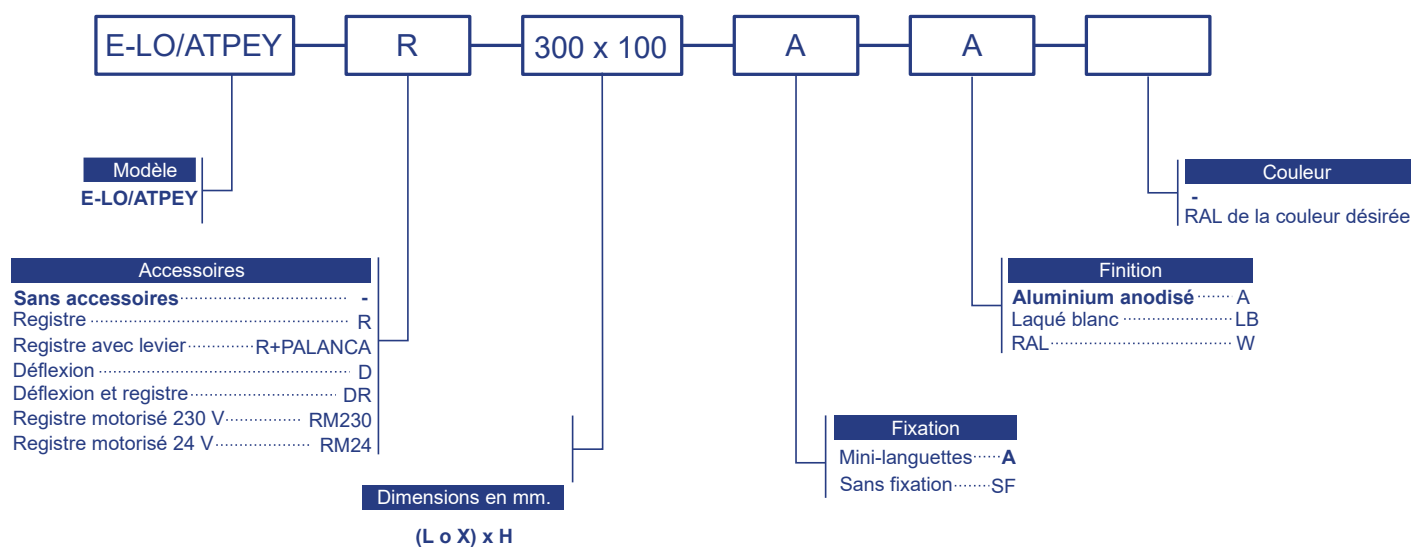 E-LO/ATPEY R 300 x 100 A A
Modèle
E-LO/ATPEY
Couleur
-
RAL de la couleur désirée
Accessoires
Sans accessoires -
Registre R
Registre avec levier R+PALANCA
Déflexion D
Déflexion et registre DR
Registre motorisé 230 V RM230
Registre motorisé 24 V RM24
Finition
Aluminium anodisé A
Laqué blanc LB
RAL W
Fixation
Mini-languettes A
Sans fixation SF
Dimensions en mm.
(L o X) x H